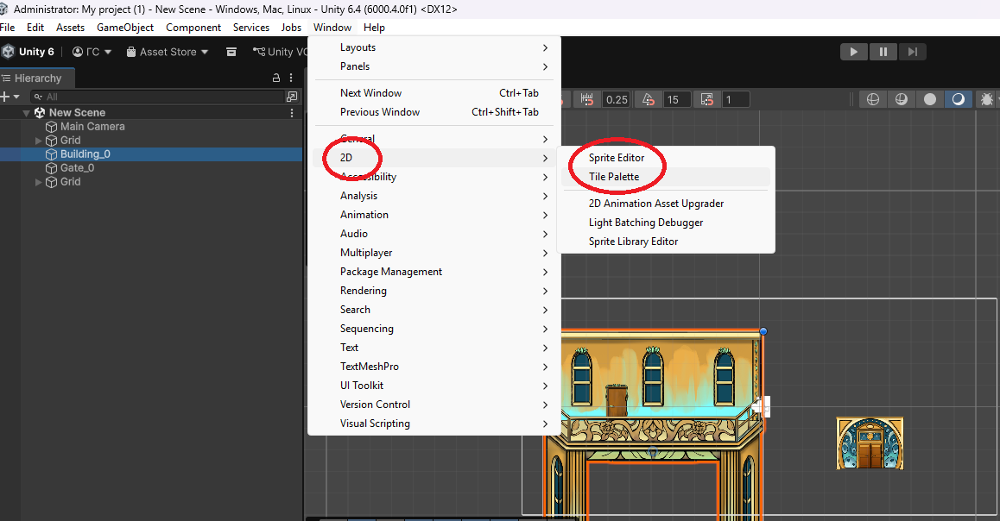 Administrator: My project (1) - New Scene - Windows, Mac, Linux - Unity 6.4 (6000.4.0f1) <DX12>
File Edit Assets GameObject Component Services Jobs Window Help
Unity 6 ГС Asset Store Unity VC
Hierarchy
All
New Scene
Main Camera
Grid
Building_0
Gate_0
Grid
Layouts
Panels
Next Window Ctrl+Tab
Previous Window Ctrl+Shift+Tab
General
2D
Accessibility
Analysis
Animation
Audio
Multiplayer
Package Management
Rendering
Search
Sequencing
Text
TextMeshPro
UI Toolkit
Version Control
Visual Scripting
Sprite Editor
Tile Palette
2D Animation Asset Upgrader
Light Batching Debugger
Sprite Library Editor
0.25 15 1